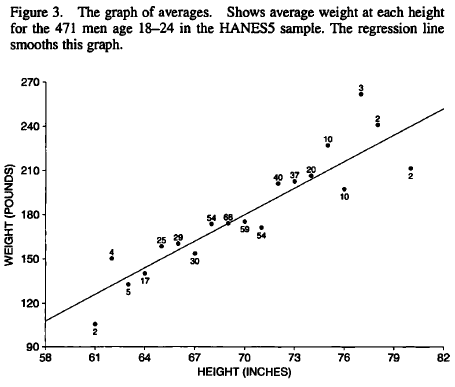 Figure 3. The graph of averages. Shows average weight at each height
for the 471 men age 18–24 in the HANES5 sample. The regression line
smooths this graph.
270
3
2
240
10
WEIGHT (POUNDS)
210
40 37 20
2
10
180
54 68
59 54
25 29
4
150
30
17
5
120
2
90
58 61 64 67 70 73 76 79 82
HEIGHT (INCHES)